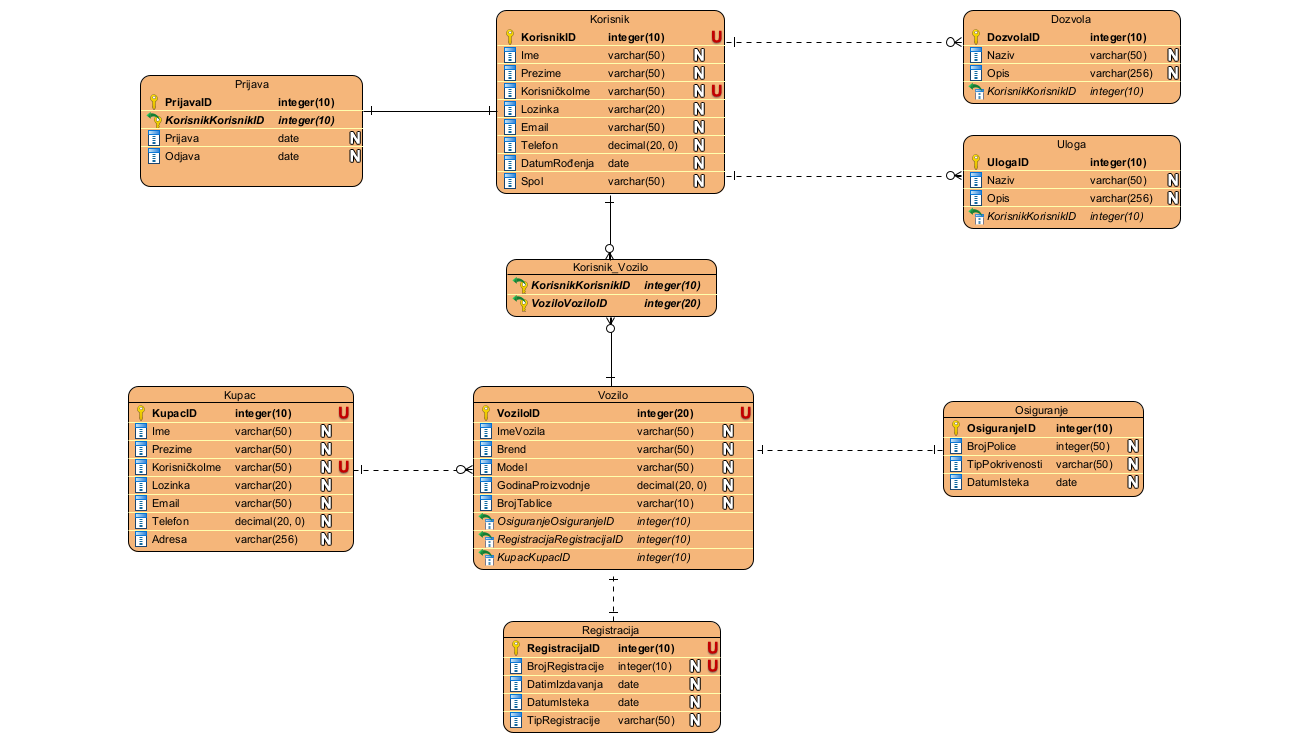 Korisnik
KorisnikID integer(10) U
Ime varchar(50) N
Prezime varchar(50) N
KorisničkoIme varchar(50) N U
Lozinka varchar(20) N
Email varchar(50) N
Telefon decimal(20, 0) N
DatumRođenja date N
Spol varchar(50) N
Dozvola
DozvolaID integer(10)
Naziv varchar(50) N
Opis varchar(256) N
KorisnikKorisnikID integer(10)
Prijava
PrijavaID integer(10)
KorisnikKorisnikID integer(10)
Prijava date N
Odjava date N
Uloga
UlogaID integer(10)
Naziv varchar(50) N
Opis varchar(256) N
KorisnikKorisnikID integer(10)
Korisnik_Vozilo
KorisnikKorisnikID integer(10)
VoziloVoziloID integer(20)
Kupac
KupacID integer(10) U
Ime varchar(50) N
Prezime varchar(50) N
KorisničkoIme varchar(50) N U
Lozinka varchar(20) N
Email varchar(50) N
Telefon decimal(20, 0) N
Adresa varchar(256) N
Vozilo
VoziloID integer(20) U
ImeVozila varchar(50) N
Brend varchar(50) N
Model varchar(50) N
GodinaProizvodnje decimal(20, 0) N
BrojTablice varchar(10) N
OsiguranjeOsiguranjeID integer(10)
RegistracijaRegistracijaID integer(10)
KupacKupacID integer(10)
Osiguranje
OsiguranjeID integer(10)
BrojPolice integer(50) N
TipPokrivenosti varchar(50) N
DatumIsteka date N
Registracija
RegistracijaID integer(10) U
BrojRegistracije integer(10) N U
DatimIzdavanja date N
DatumIsteka date N
TipRegistracije varchar(50) N